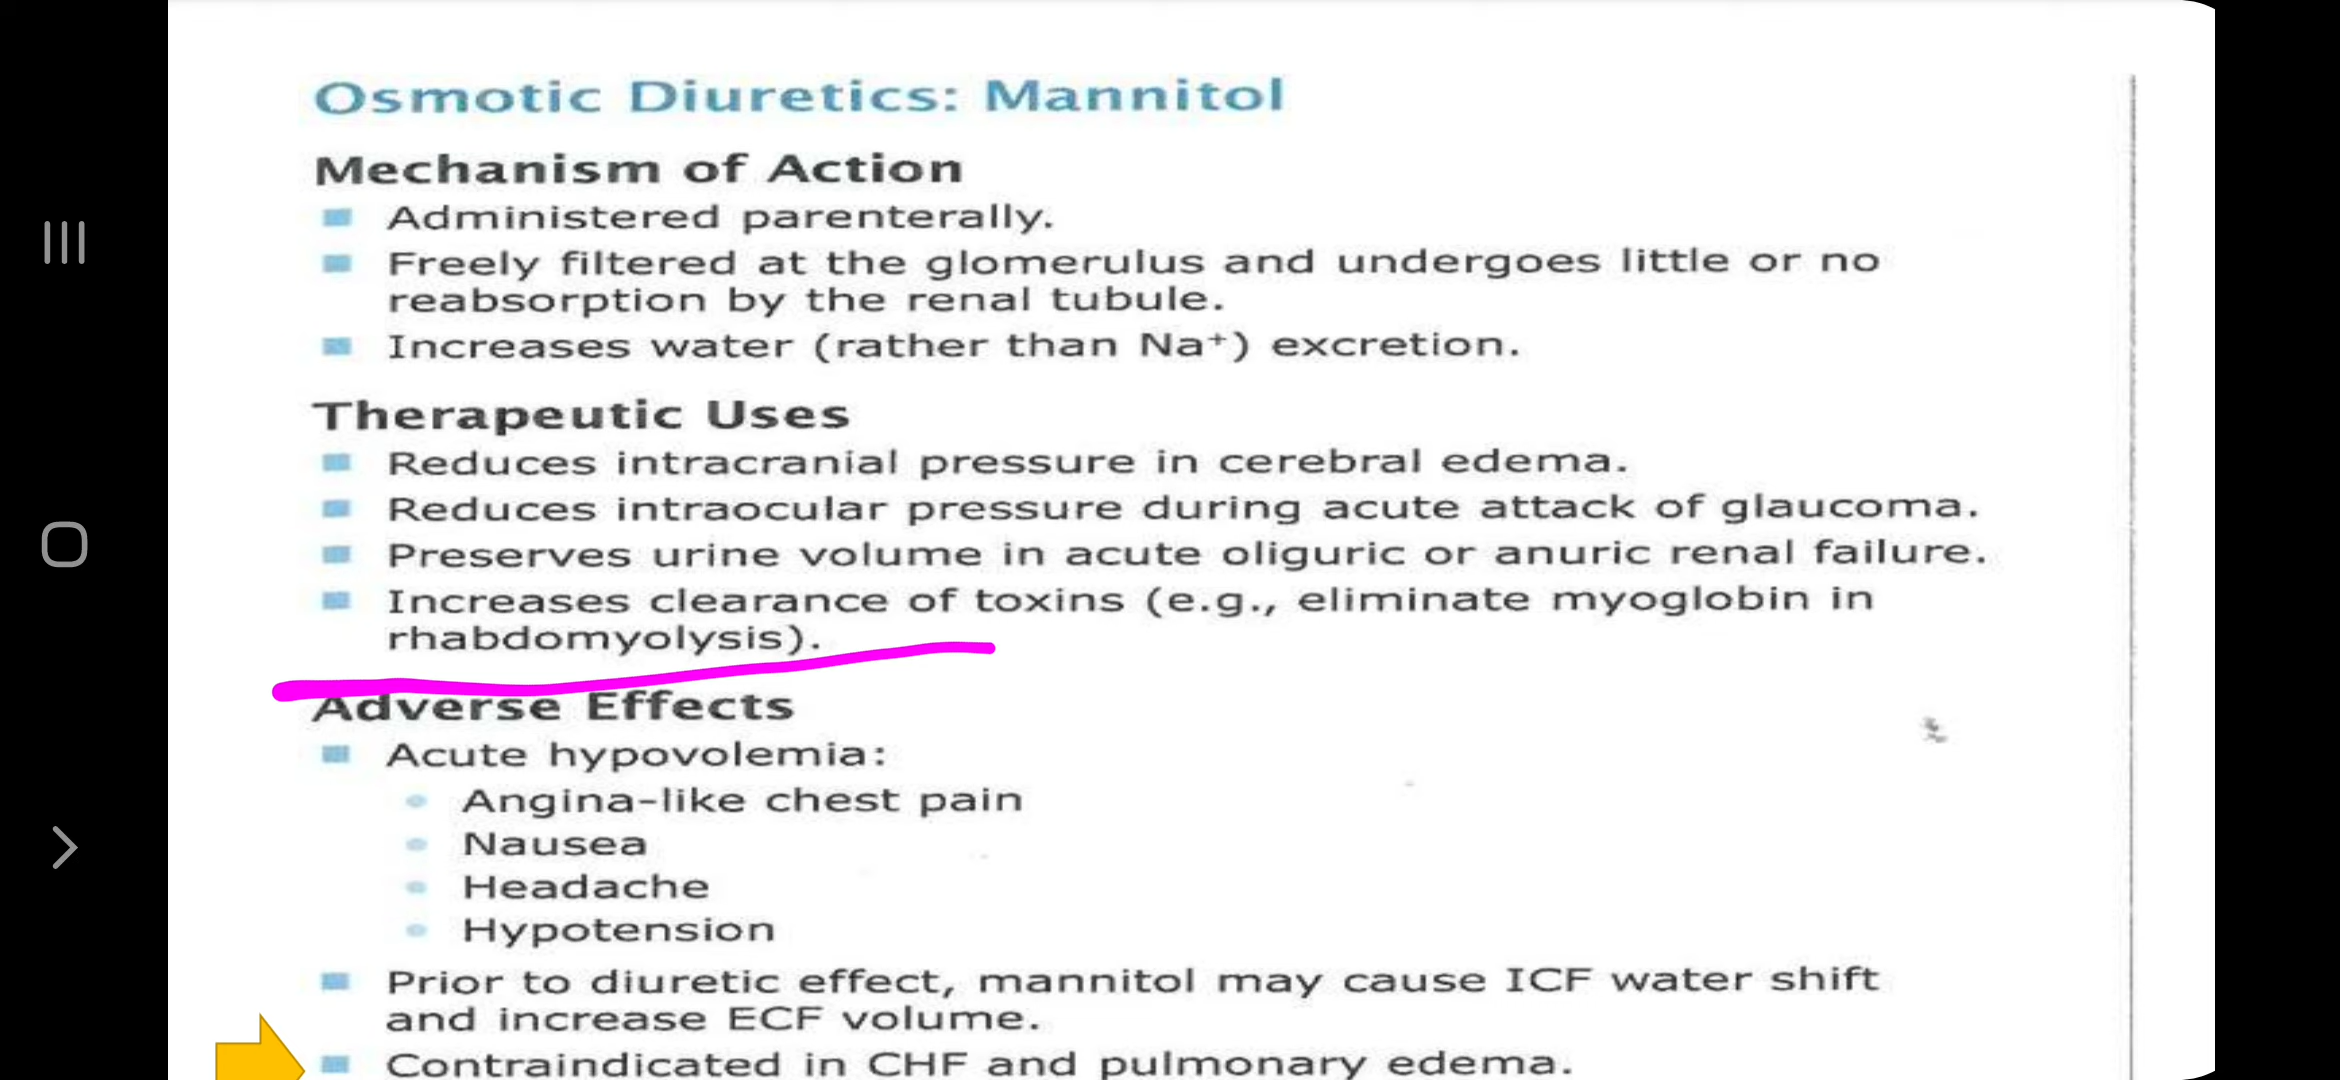 Osmotic Diuretics: Mannitol
Mechanism of Action
Administered parenterally.
Freely filtered at the glomerulus and undergoes little or no
reabsorption by the renal tubule.
Increases water (rather than Na⁺) excretion.
Therapeutic Uses
Reduces intracranial pressure in cerebral edema.
Reduces intraocular pressure during acute attack of glaucoma.
Preserves urine volume in acute oliguric or anuric renal failure.
Increases clearance of toxins (e.g., eliminate myoglobin in
rhabdomyolysis).
Adverse Effects
Acute hypovolemia:
Angina-like chest pain
Nausea
Headache
Hypotension
Prior to diuretic effect, mannitol may cause ICF water shift
and increase ECF volume.
Contraindicated in CHF and pulmonary edema.